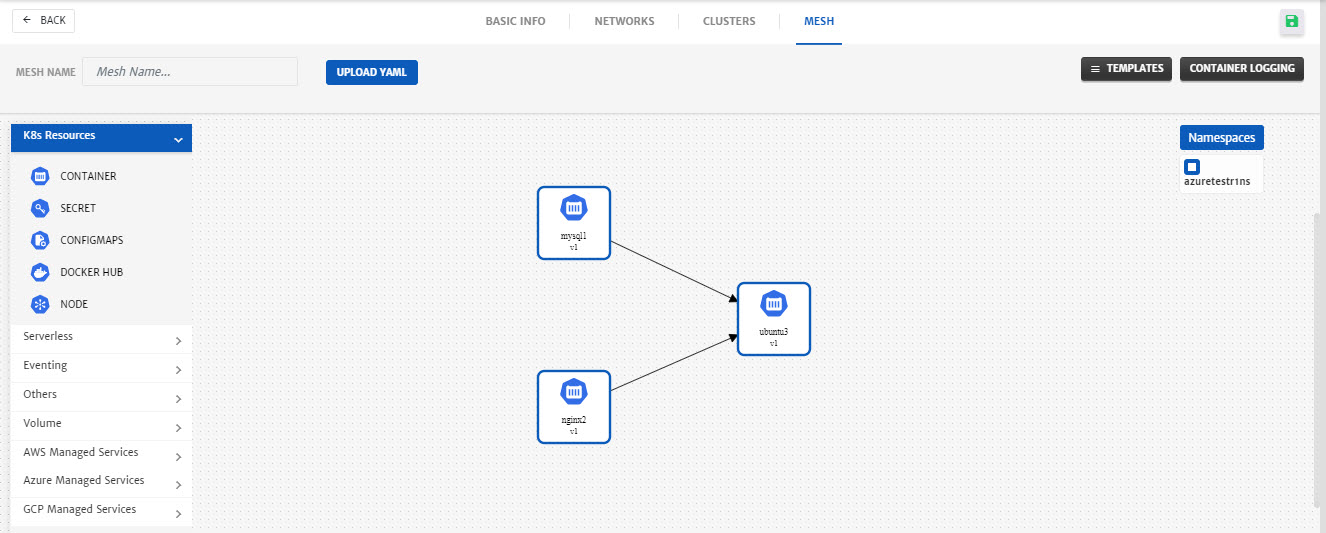 BACK
BASIC INFO
NETWORKS
CLUSTERS
MESH
MESH NAME
Mesh Name...
UPLOAD YAML
TEMPLATES
CONTAINER LOGGING
K8s Resources
CONTAINER
SECRET
CONFIGMAPS
DOCKER HUB
NODE
Serverless
Eventing
Others
Volume
AWS Managed Services
Azure Managed Services
GCP Managed Services
mysql1
v1
ubuntu3
v1
nginx2
v1
Namespaces
azuretestr1ns